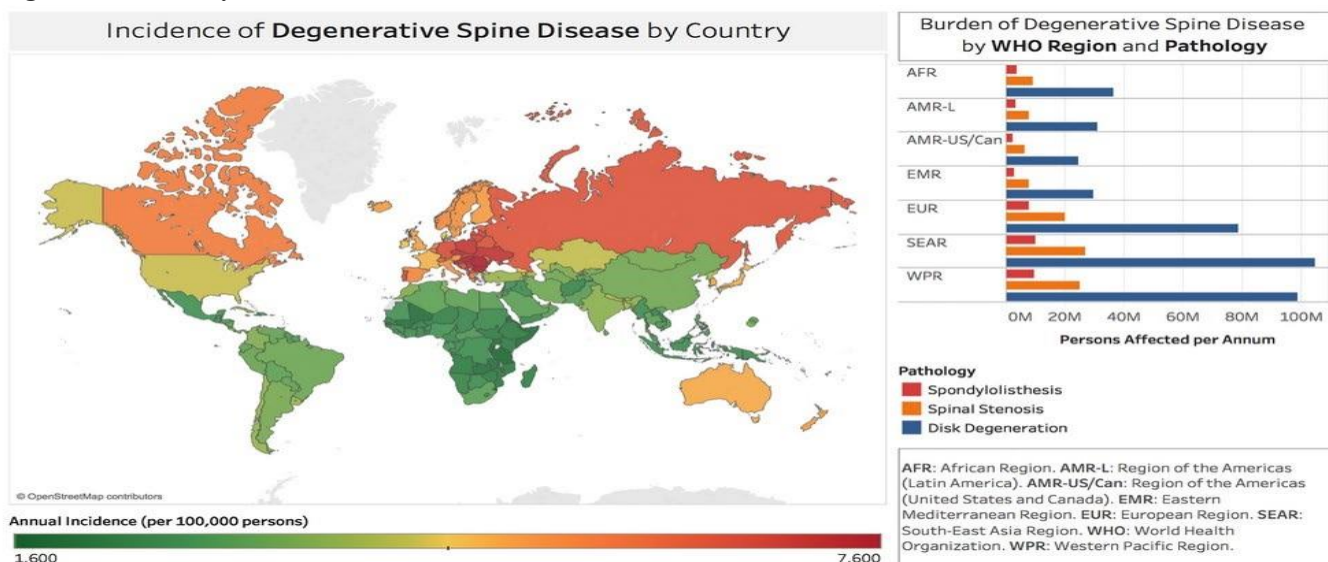 Incidence of Degenerative Spine Disease by Country
© OpenStreetMap contributors
Annual Incidence (per 100,000 persons)
1,600 7,600
Burden of Degenerative Spine Disease
by WHO Region and Pathology
AFR
AMR-L
AMR-US/Can
EMR
EUR
SEAR
WPR
0M 20M 40M 60M 80M 100M
Persons Affected per Annum
Pathology
Spondylolisthesis
Spinal Stenosis
Disk Degeneration
AFR: African Region. AMR-L: Region of the Americas
(Latin America). AMR-US/Can: Region of the Americas
(United States and Canada). EMR: Eastern
Mediterranean Region. EUR: European Region. SEAR:
South-East Asia Region. WHO: World Health
Organization. WPR: Western Pacific Region.